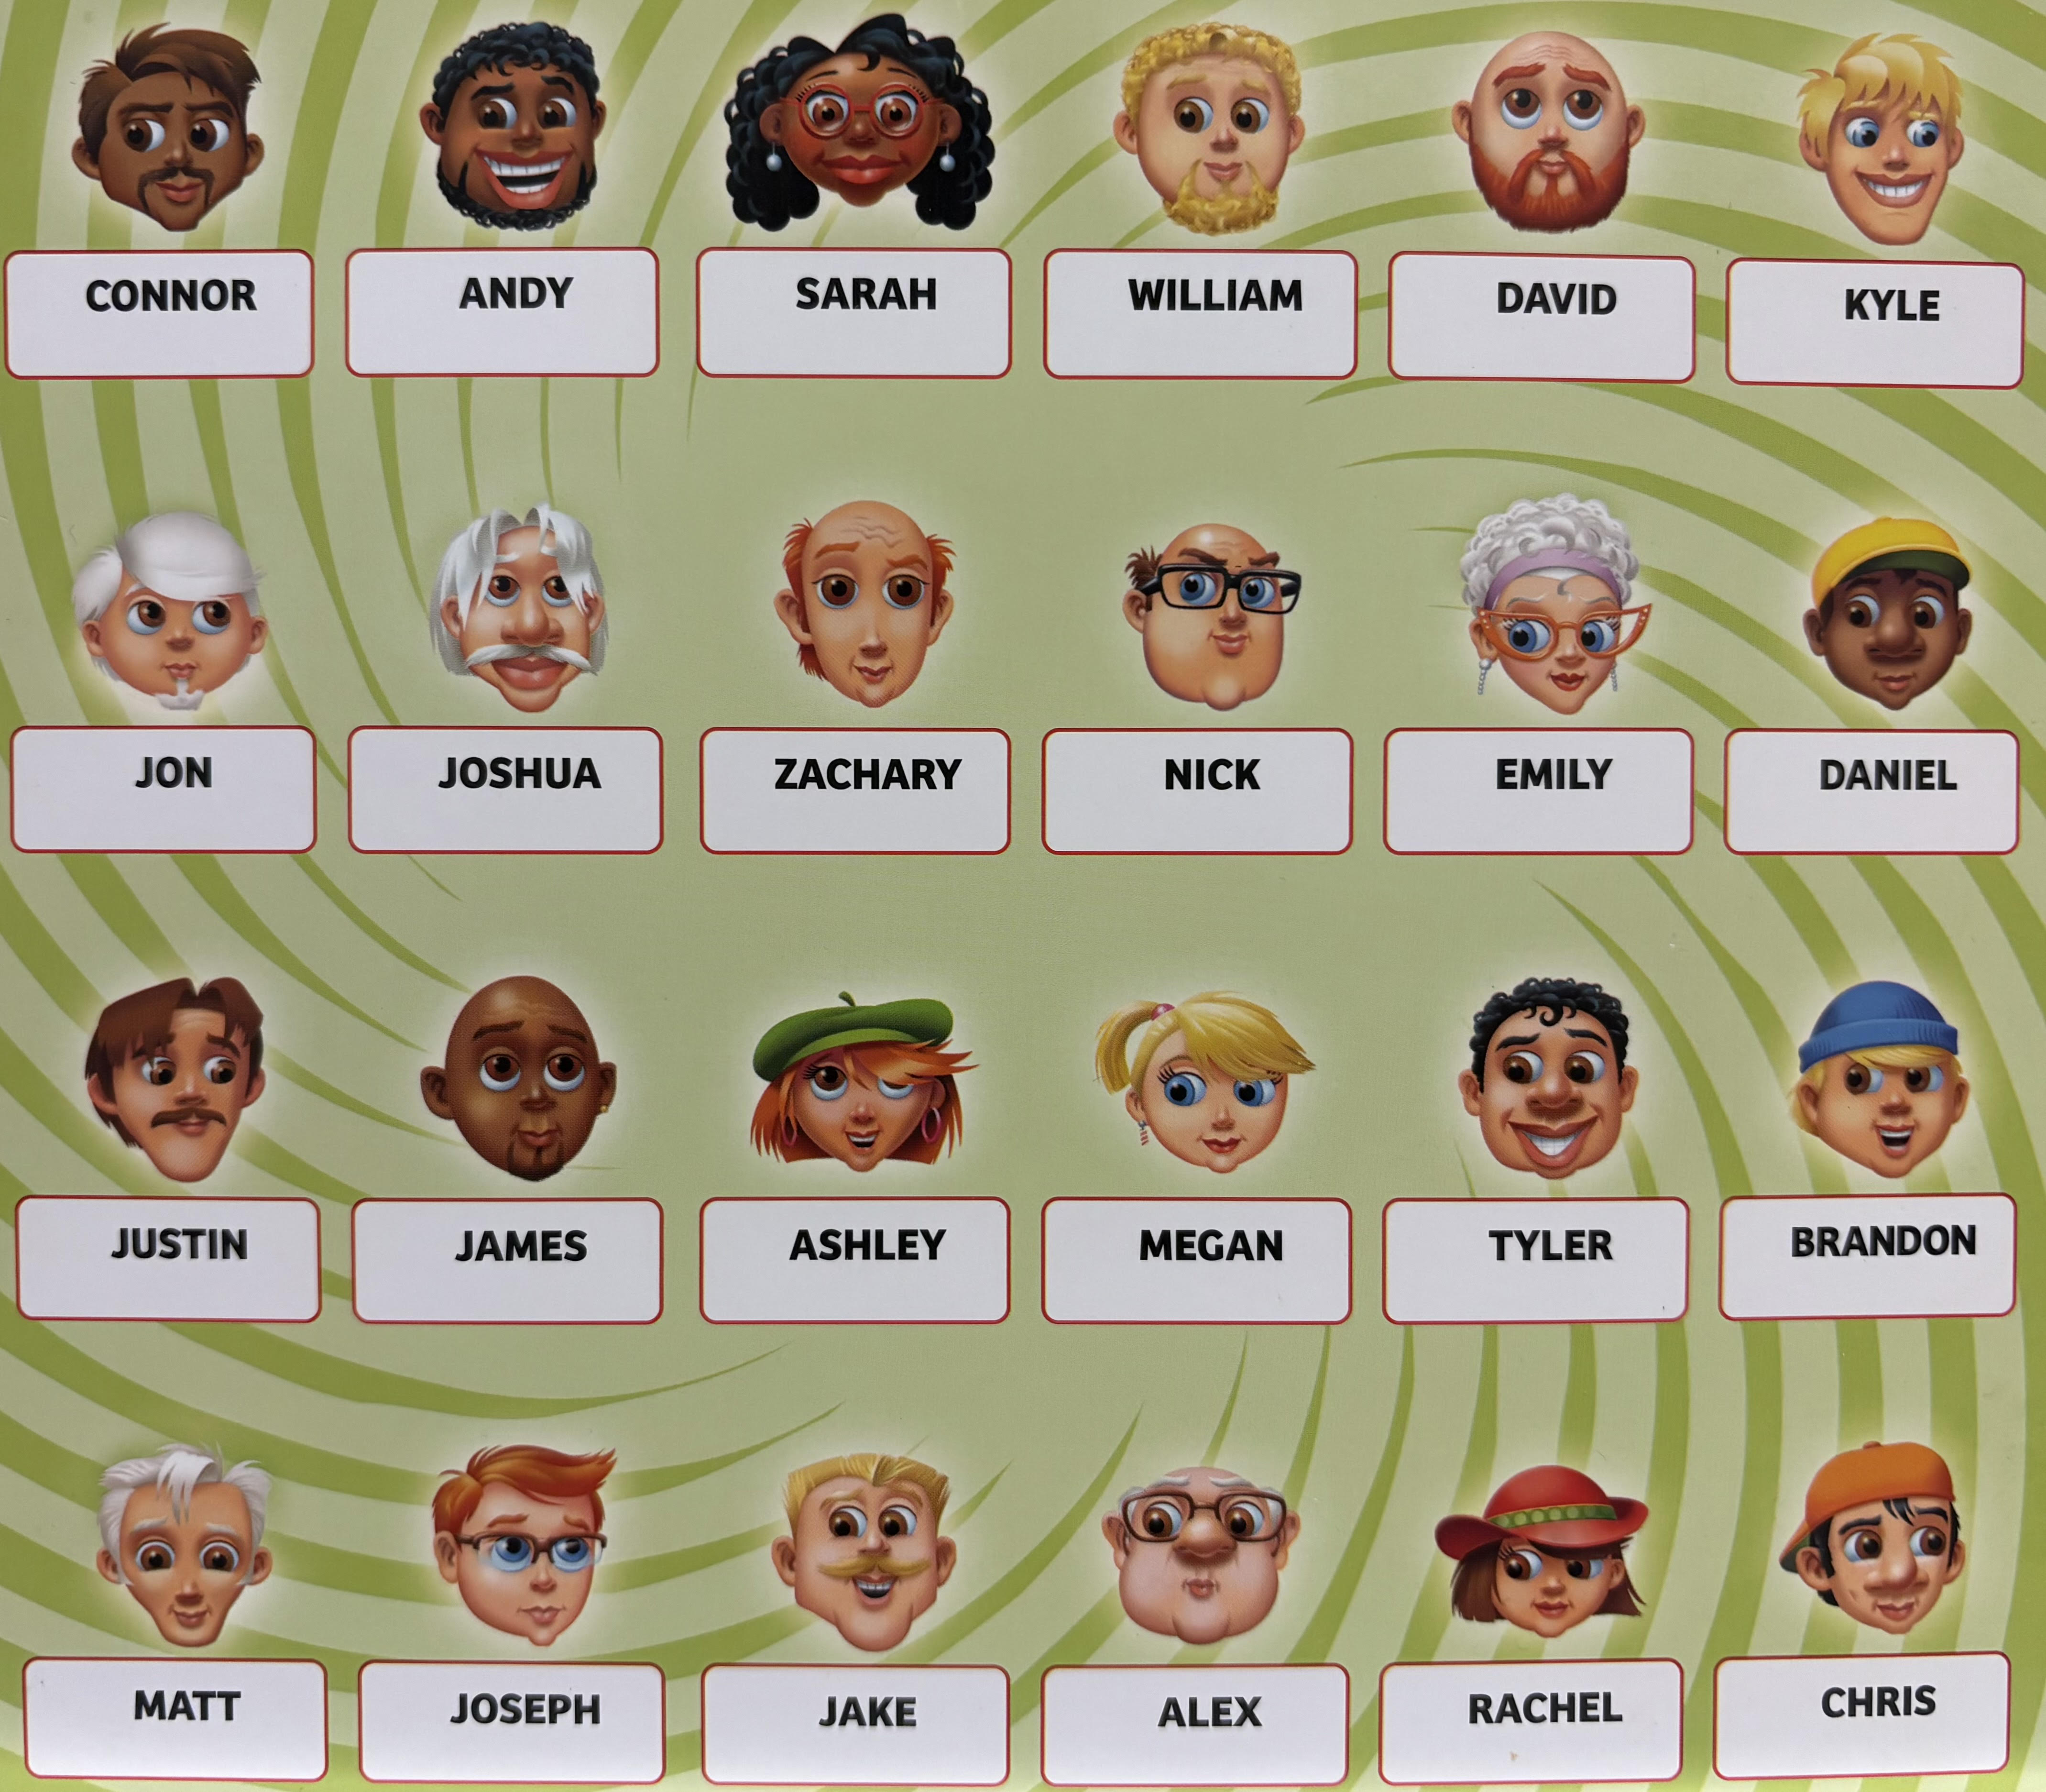 CONNOR
ANDY
SARAH
WILLIAM
DAVID
KYLE
JON
JOSHUA
ZACHARY
NICK
EMILY
DANIEL
JUSTIN
JAMES
ASHLEY
MEGAN
TYLER
BRANDON
MATT
JOSEPH
JAKE
ALEX
RACHEL
CHRIS